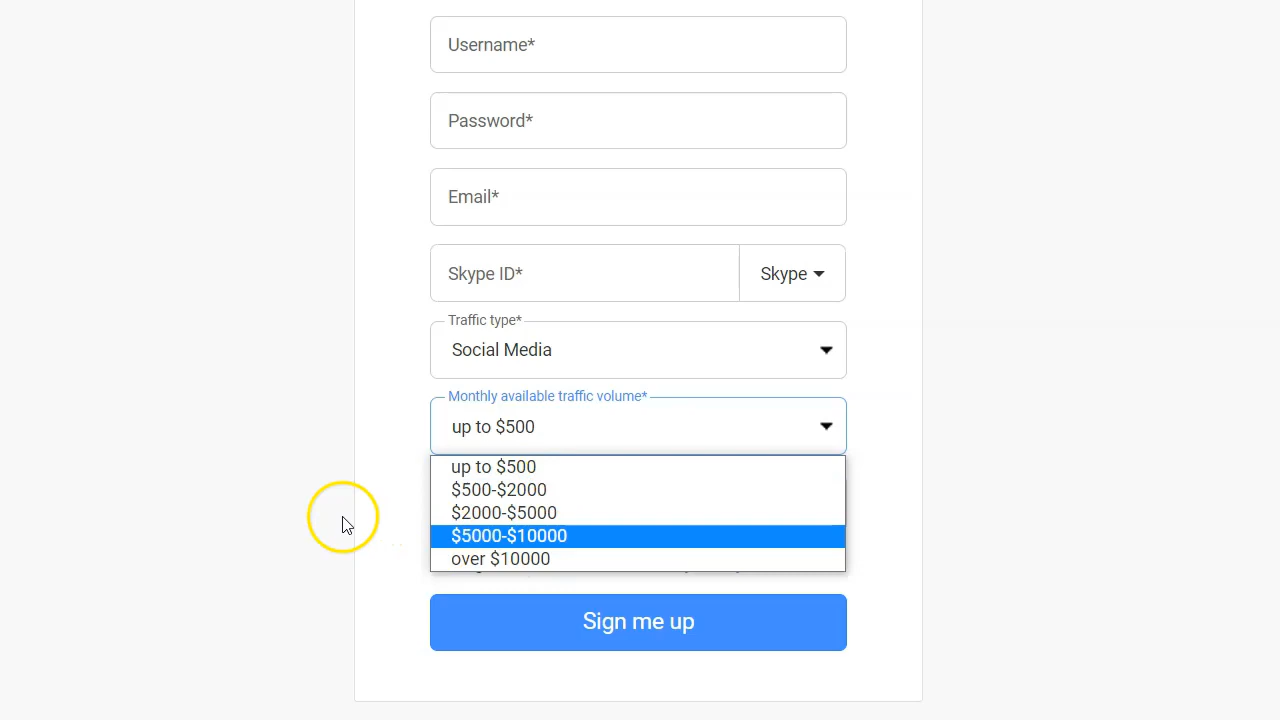 Username*
Password*
Email*
Skype ID*
Skype
Traffic type*
Social Media
Monthly available traffic volume*
up to $500
up to $500
$500-$2000
$2000-$5000
$5000-$10000
over $10000
Sign me up